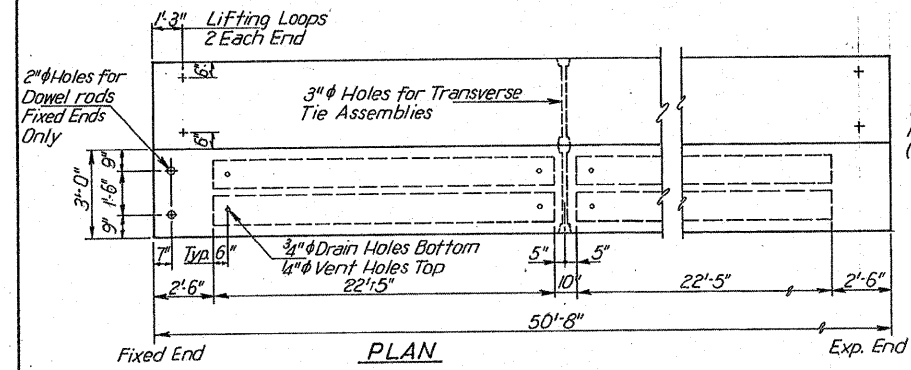 1'-3" Lifting Loops
2 Each End
2"ϕ Holes for
Dowel rods
Fixed Ends
Only
6"
6"
3"ϕ Holes for Transverse
Tie Assemblies
3'-0"
9"
1'-6"
9"
7"
Typ. 6"
3/4"ϕ Drain Holes Bottom
1/4"ϕ Vent Holes Top
5" 5"
2'-6" 22'-5" 10" 22'-5" 2'-6"
50'-8"
Fixed End PLAN Exp. End